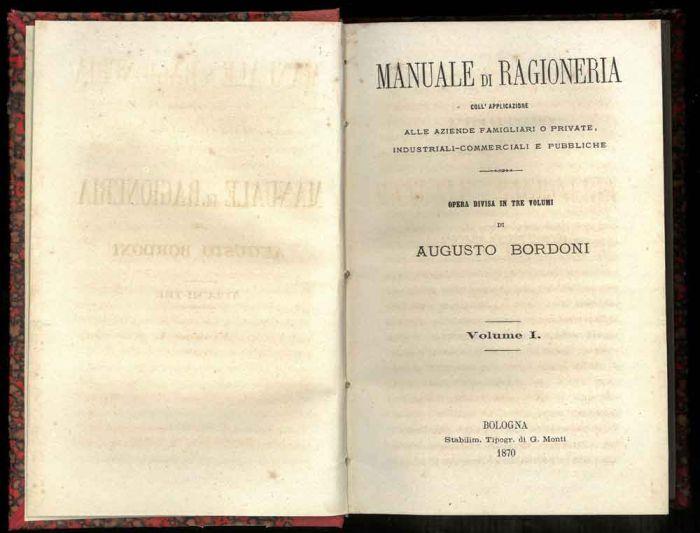 MANUALE DI RAGIONERIA
COLL' APPLICAZIONE
ALLE AZIENDE FAMIGLIARI O PRIVATE,
INDUSTRIALI-COMMERCIALI E PUBBLICHE
OPERA DIVISA IN TRE VOLUMI
DI
AUGUSTO BORDONI
Volume I.
BOLOGNA
Stabilim. Tipogr. di G. Monti
1870